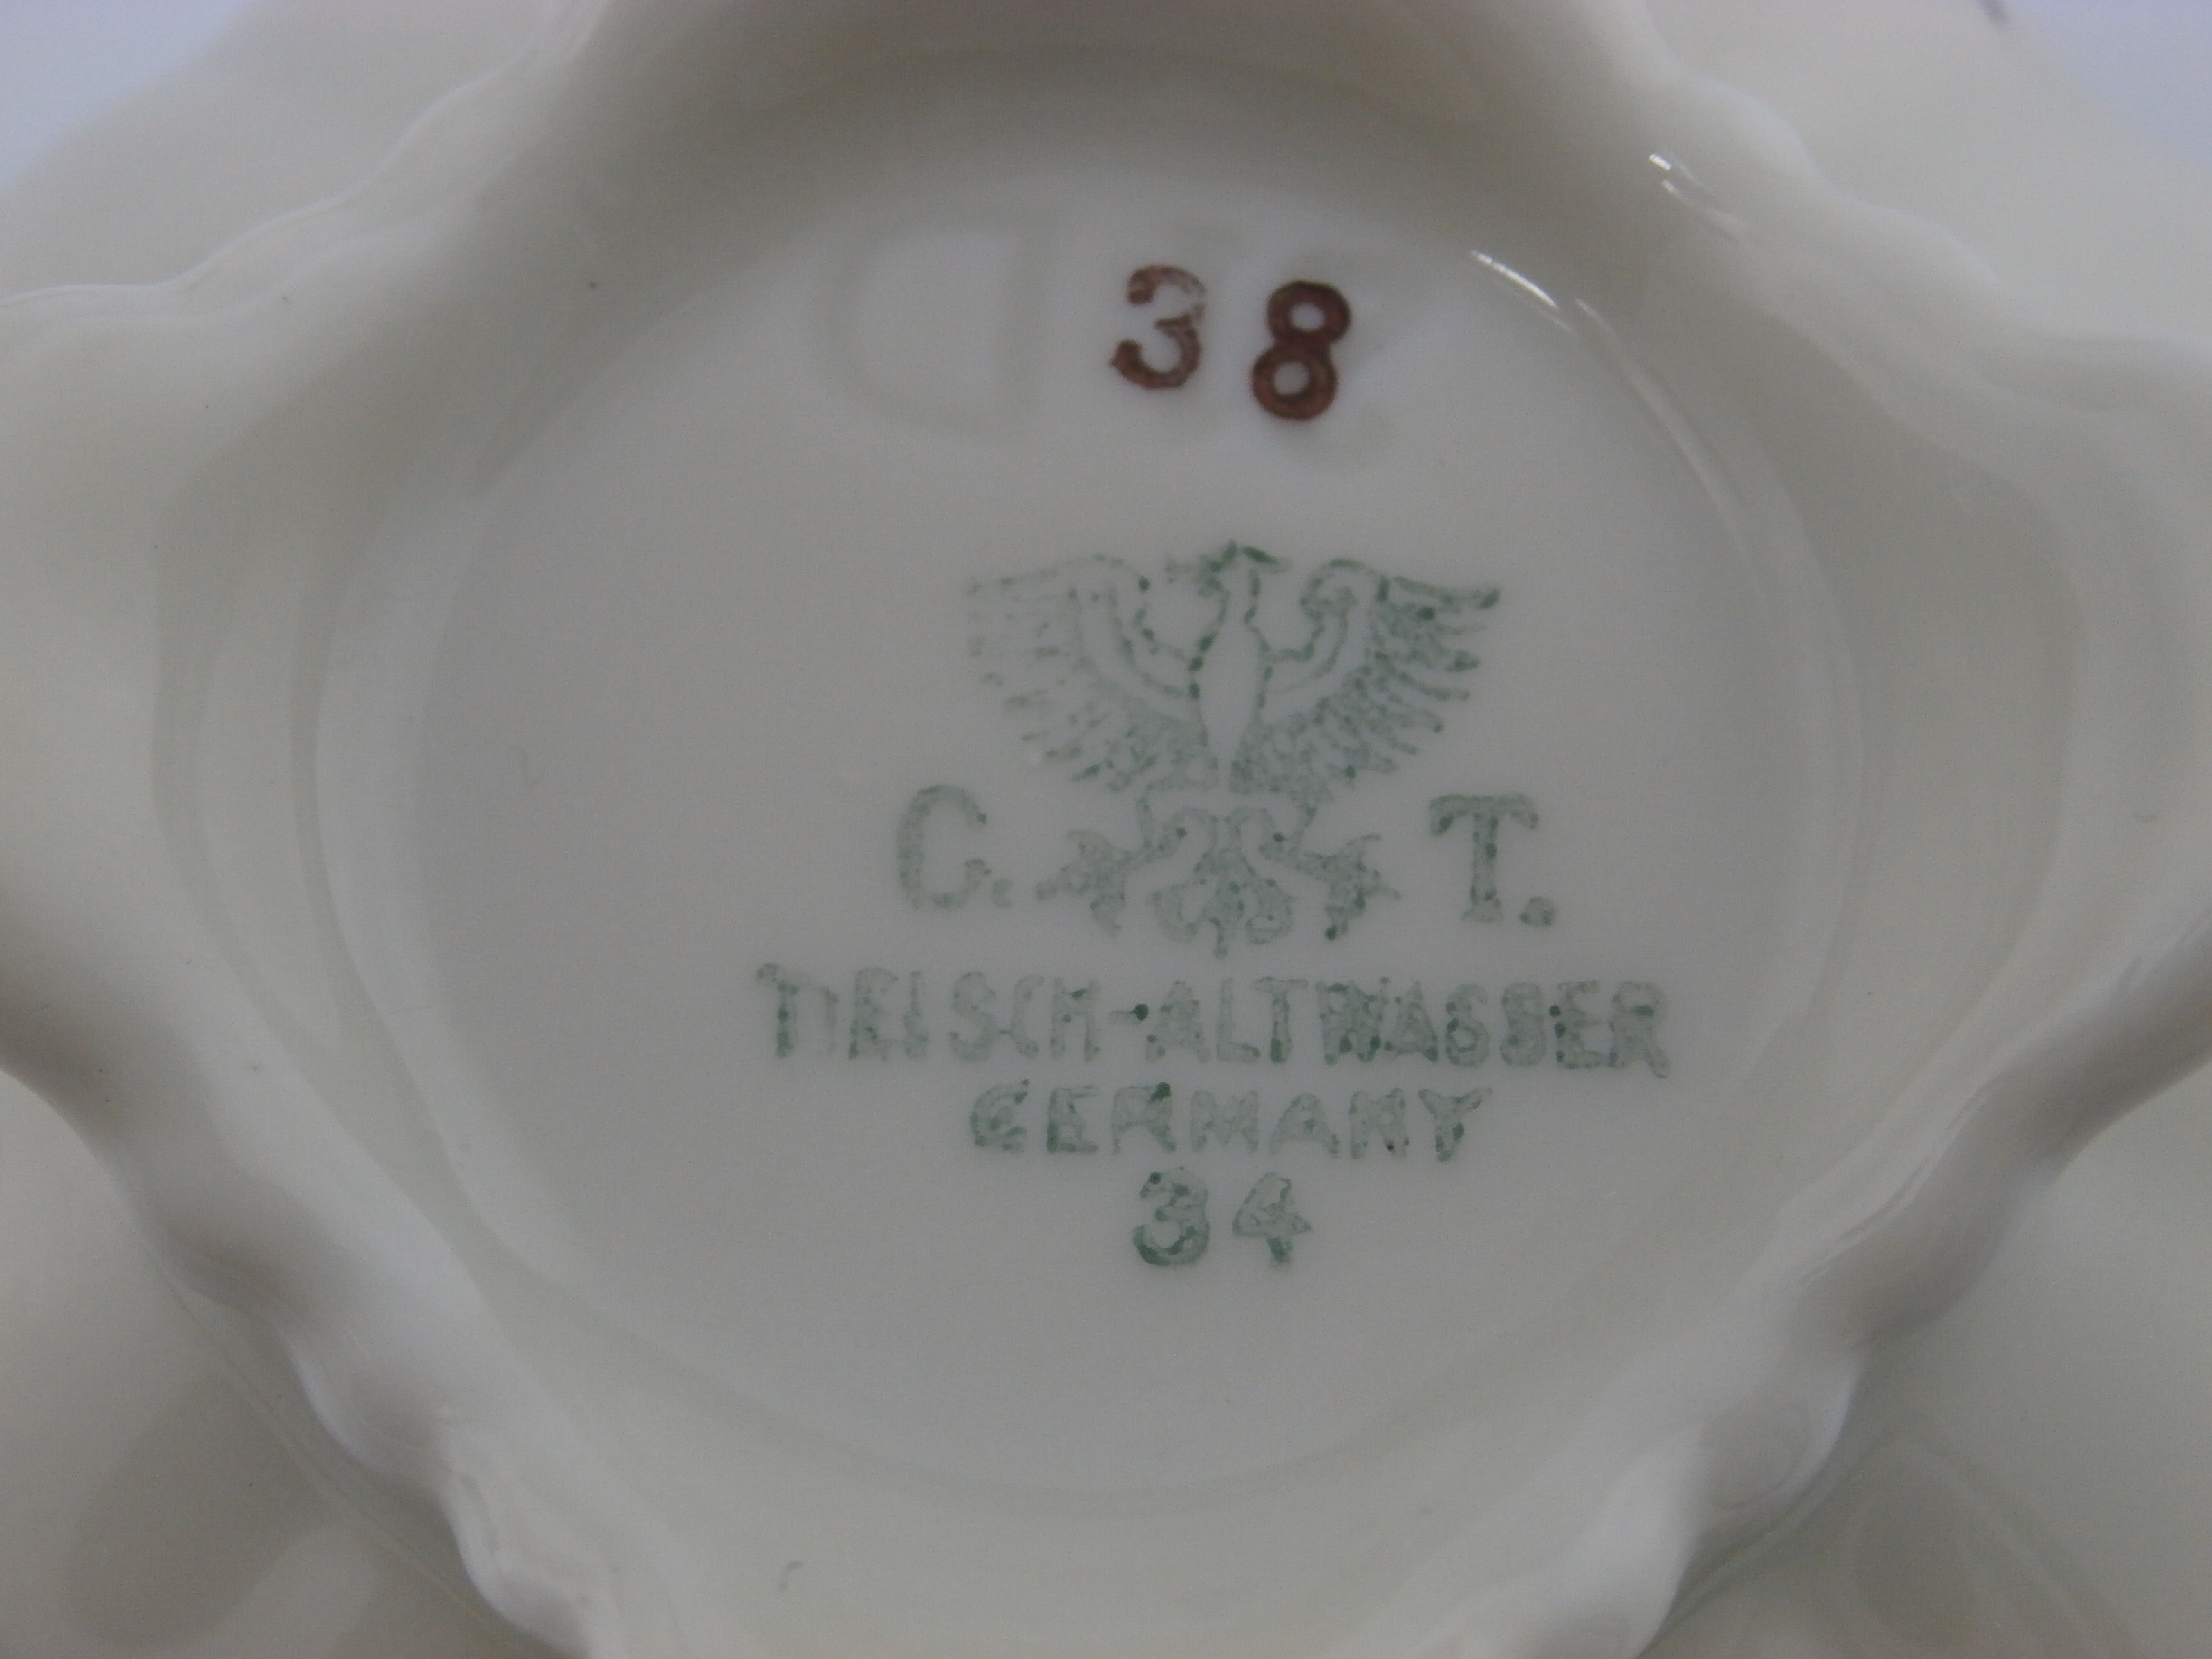 38
C. T.
TIELSCH-ALTWASSER
GERMANY
34